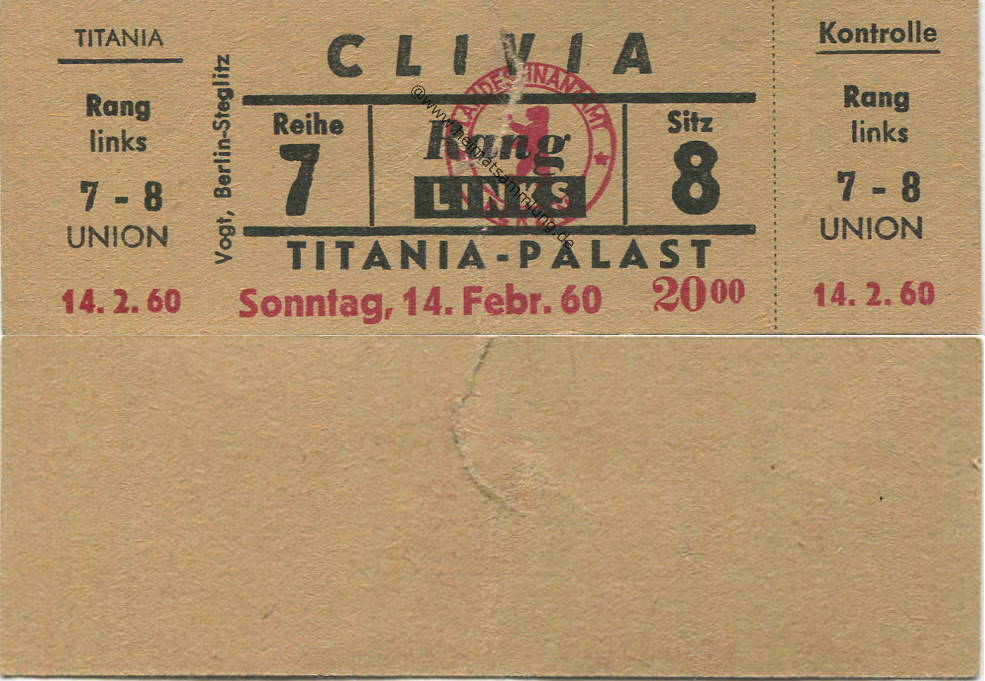 TITANIA
Rang
links
7 - 8
UNION
14. 2. 60
Vogt, Berlin-Steglitz
CLIVIA
Reihe
7
Rang
LINKS
Sitz
8
LANDESFINANZAMT
@www.heimatsammlung.de
TITANIA-PALAST
Sonntag, 14. Febr. 60 20 00
Kontrolle
Rang
links
7 - 8
UNION
14. 2. 60